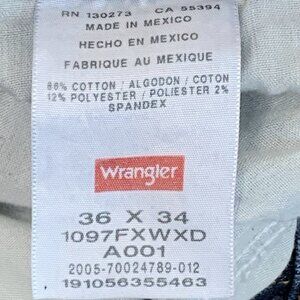 RN 130273 CA 55394
MADE IN MEXICO
HECHO EN MEXICO
FABRIQUE AU MEXIQUE
86% COTTON / ALGODON / COTON
12% POLYESTER / POLIESTER 2%
SPANDEX
Wrangler
36 X 34
1097FXWXD
A001
2005-70024789-012
191056355463